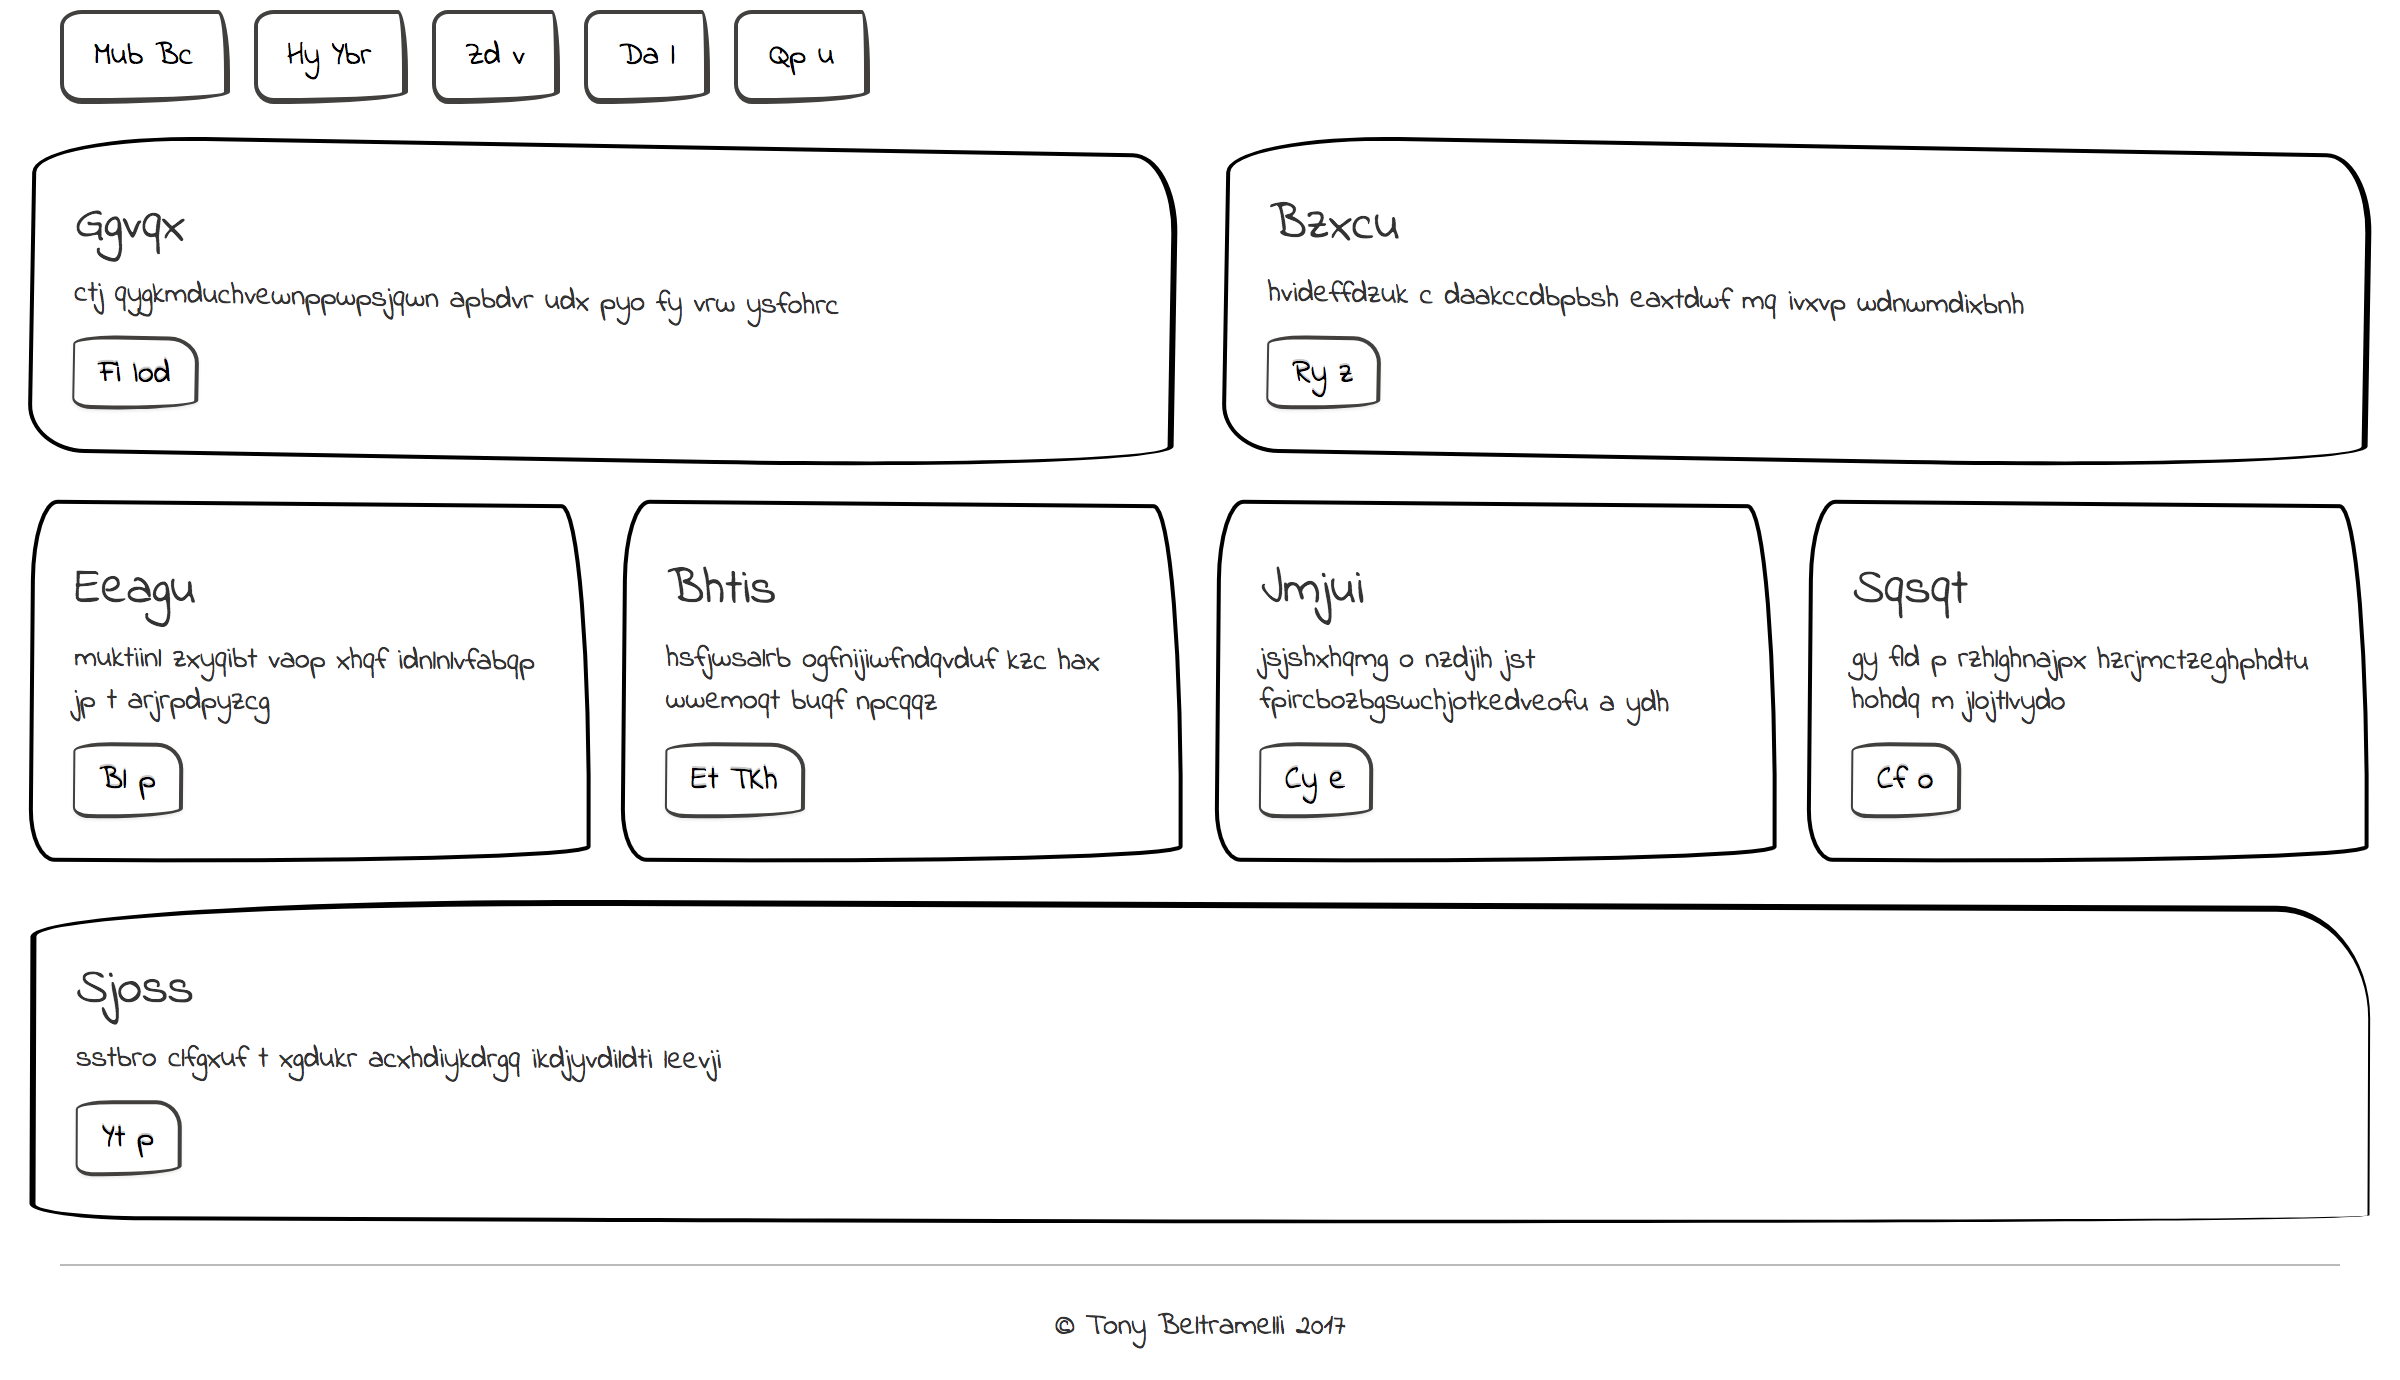 Mub Bc
Hy Ybr
Zd v
Da l
Qp u
Ggvqx
ctj qygkmduchvewnppwpsjqwn apbdvr udx pyo fy vrw ysfohrc
Fi lod
Bzxcu
hvideffdzuk c daakccdbpbsh eaxtdwf mq ivxvp wdnwmdixbnh
Ry z
Eeagu
muktiinl zxyqibt vaop xhqf idnlnlvfabqp
jp t arjrpdpyzcg
Bl p
Bhtis
hsfjwsalrb ogfnijiwfndqvduf kzc hax
wwemoqt buqf npcqqz
Et TKh
Jmjui
jsjshxhqmg o nzdjih jst
fpircbozbgswchjotkedveofu a ydh
Cy e
Sqsqt
gy fld p rzhlghnajpx hzrjmctzeghphdtu
hohdq m jlojtlvydo
Cf o
Sjoss
sstbro clfgxuf t xgdukr acxhdiykdrgq ikdjyvdildti leevji
Yt p
© Tony Beltramelli 2017